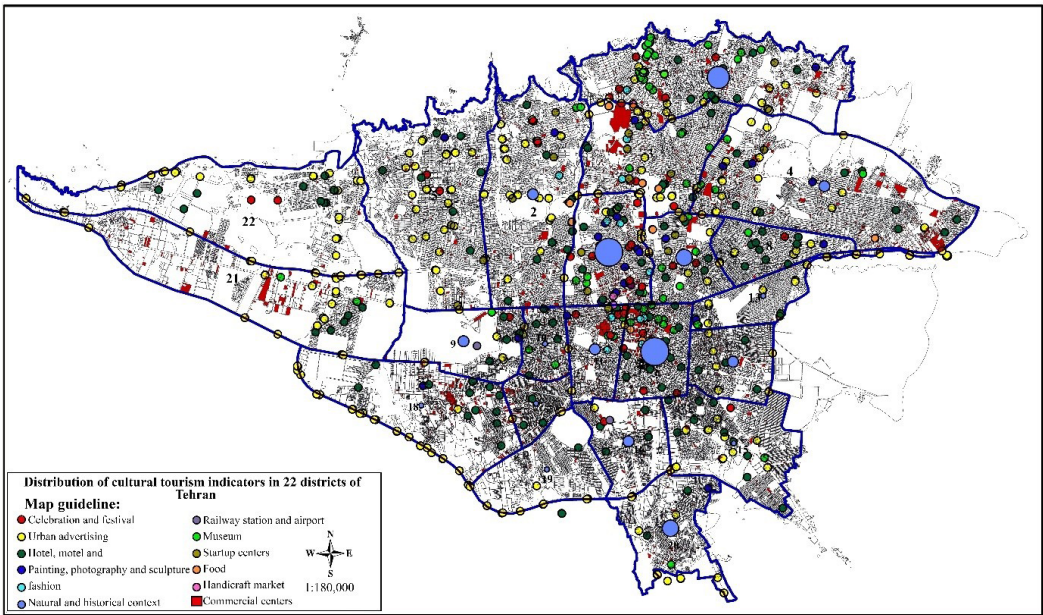 4
2
22
21
9
18
19
Distribution of cultural tourism indicators in 22 districts of
Tehran
Map guideline:
Celebration and festival
Urban advertising
Hotel, motel and
Painting, photography and sculpture
fashion
Natural and historical context
Railway station and airport
Museum
Startup centers
Food
Handicraft market
Commercial centers
N
W E
S
1:180,000